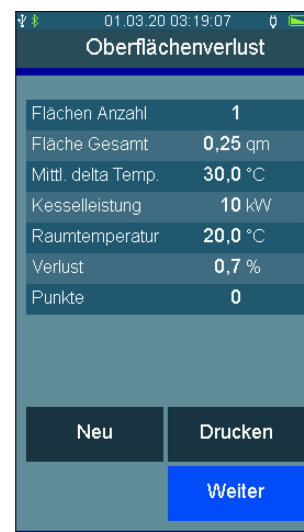 01.03.20 03:19:07
Oberflächenverlust
Flächen Anzahl 1
Fläche Gesamt 0,25 qm
Mittl. delta Temp. 30,0 °C
Kesselleistung 10 kW
Raumtemperatur 20,0 °C
Verlust 0,7 %
Punkte 0
Neu Drucken
Weiter